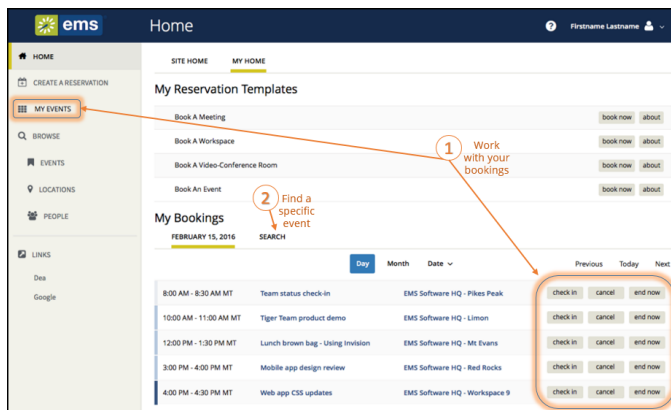 ems
Home
? Firstname Lastname
HOME
CREATE A RESERVATION
MY EVENTS
BROWSE
EVENTS
LOCATIONS
PEOPLE
LINKS
Dea
Google
SITE HOME MY HOME
My Reservation Templates
Book A Meeting book now about
Book A Workspace book now about
Book A Video-Conference Room book now about
Book An Event book now about
1 Work
with your
bookings
2 Find a
specific
event
My Bookings
FEBRUARY 15, 2016 SEARCH
Day Month Date Previous Today Next
8:00 AM - 8:30 AM MT Team status check-in EMS Software HQ - Pikes Peak check in cancel end now
10:00 AM - 11:00 AM MT Tiger Team product demo EMS Software HQ - Limon check in cancel end now
12:00 PM - 1:30 PM MT Lunch brown bag - Using Invision EMS Software HQ - Mt Evans check in cancel end now
3:00 PM - 4:00 PM MT Mobile app design review EMS Software HQ - Red Rocks check in cancel end now
4:00 PM - 4:30 PM MT Web app CSS updates EMS Software HQ - Workspace 9 check in cancel end now